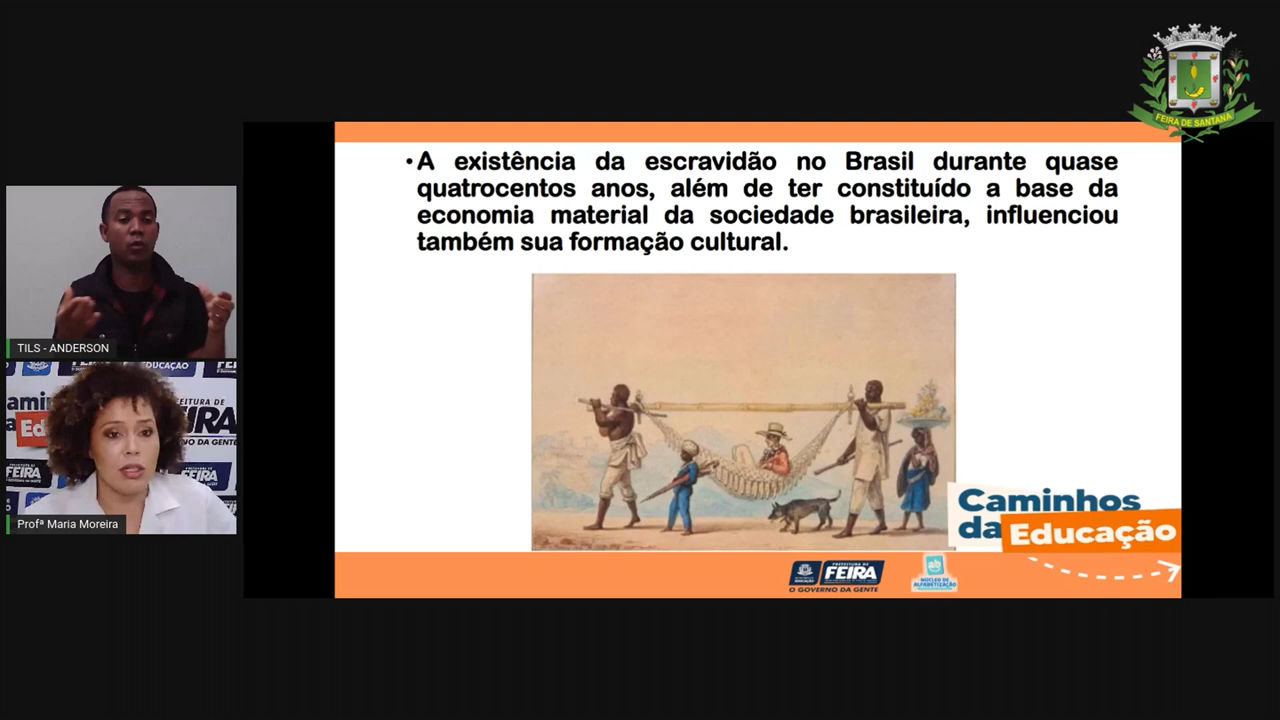 FEIRA DE SANTANA
• A existência da escravidão no Brasil durante quase
quatrocentos anos, além de ter constituído a base da
economia material da sociedade brasileira, influenciou
também sua formação cultural.
TILS - ANDERSON
EDUCAÇÃO
FEIRA
Profª Maria Moreira
Caminhos
da Educação
PREFEITURA DE
FEIRA
O GOVERNO DA GENTE
NÚCLEO DE
ALFABETIZAÇÃO